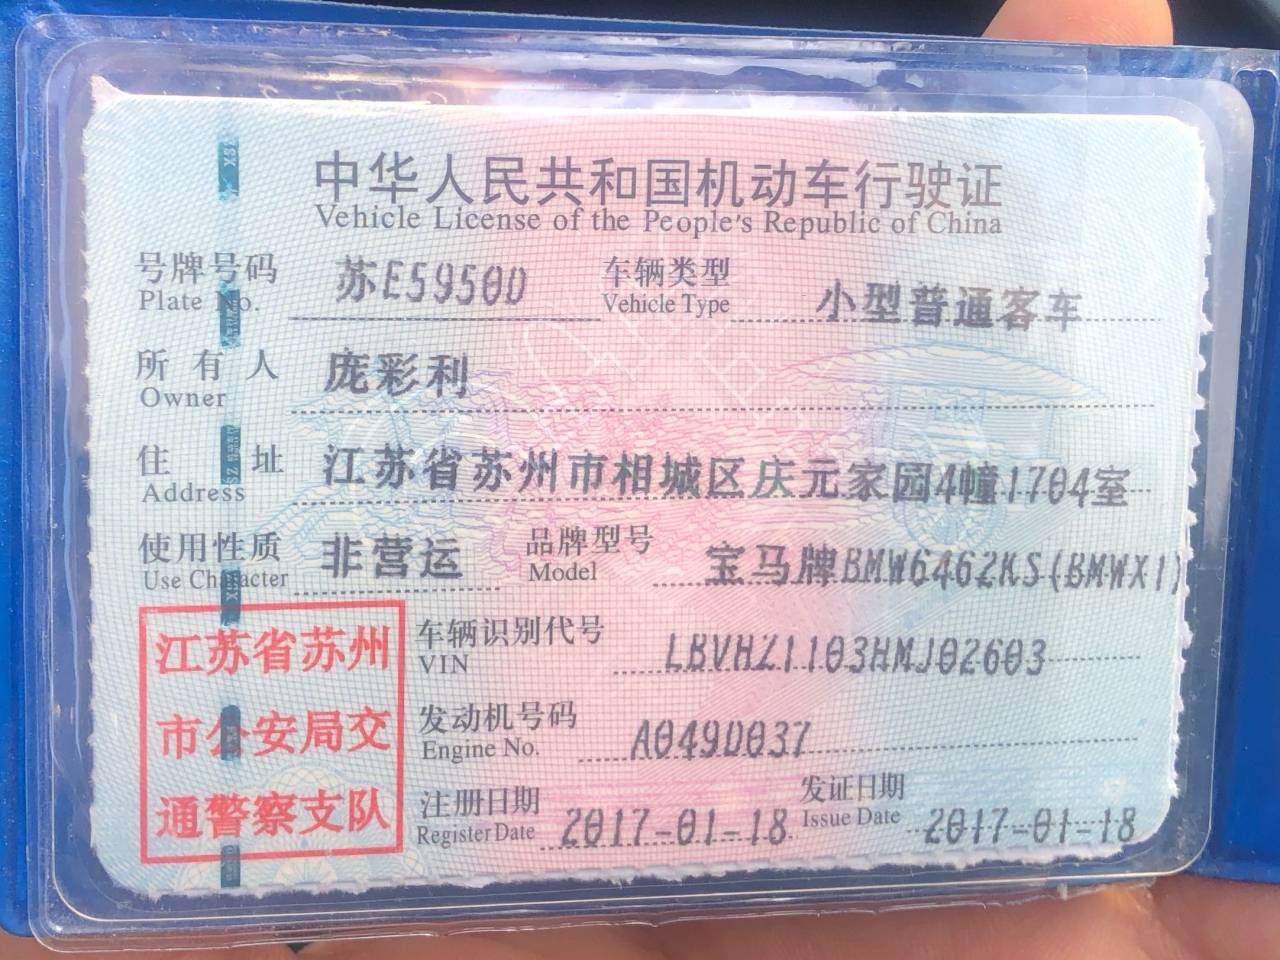 中华人民共和国机动车行驶证
Vehicle License of the People's Republic of China
号牌号码 苏E5950D 车辆类型 小型普通客车
Plate No. Vehicle Type
所有人 庞彩利
Owner
住址 江苏省苏州市相城区庆元家园4幢1704室
Address
使用性质 非营运 品牌型号 宝马牌BMW6462KS(BMWX1)
Use Character Model
江苏省苏州
市公安局交
通警察支队
车辆识别代号 LBVHZ1103HMJ02603
VIN
发动机号码 A049D037
Engine No.
注册日期 2017-01-18 发证日期 2017-01-18
Register Date Issue Date